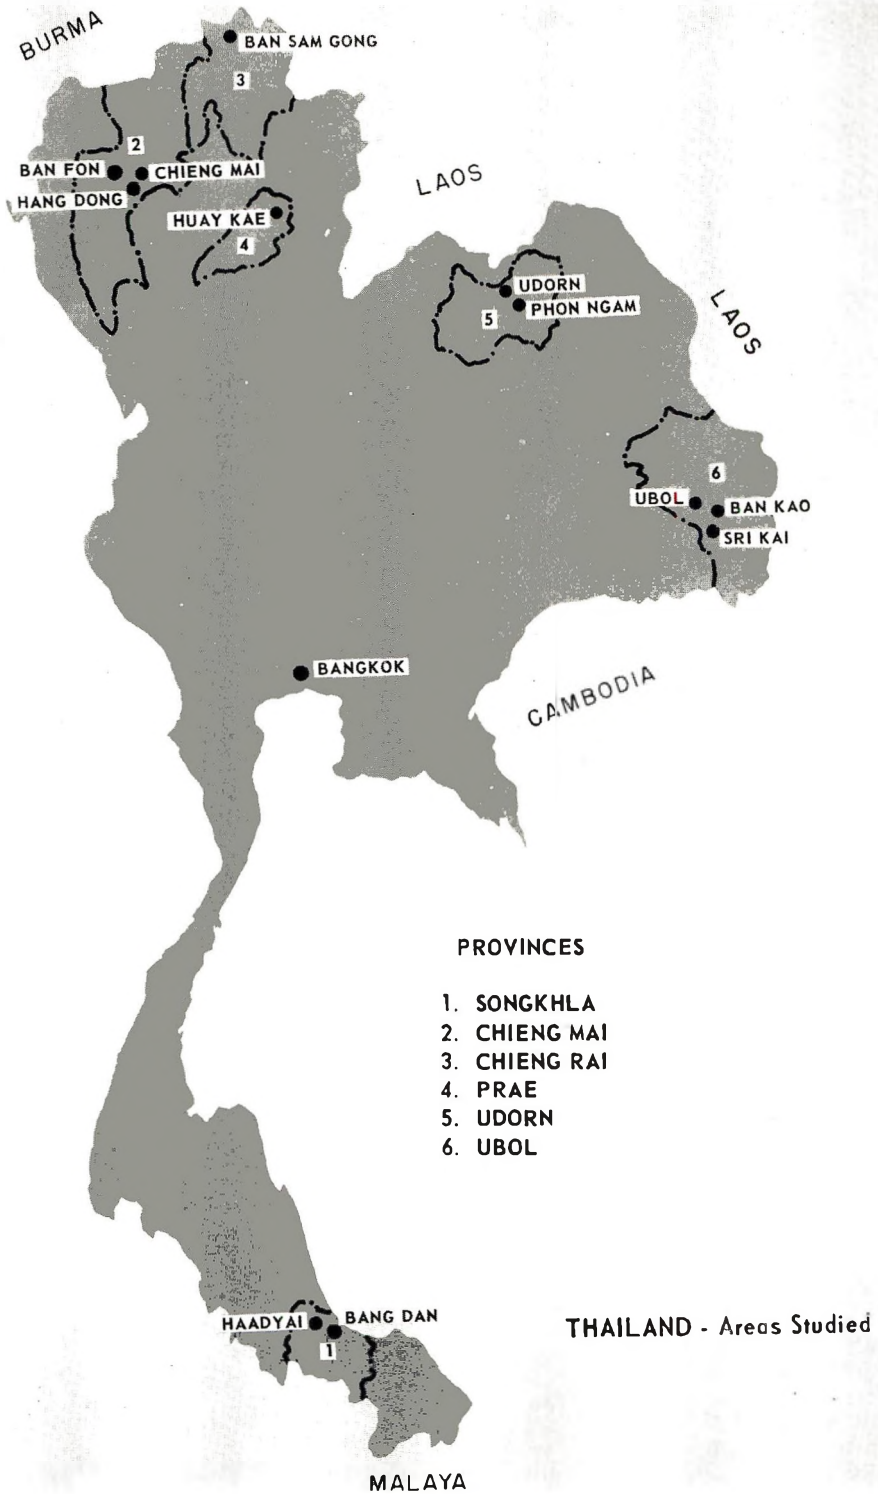 BURMA
BAN SAM GONG
3
2
BAN FON
CHIENG MAI
HANG DONG
LAOS
HUAY KAE
4
UDORN
PHON NGAM
5
LAOS
6
UBOL
BAN KAO
SRI KAI
BANGKOK
CAMBODIA
PROVINCES
1. SONGKHLA
2. CHIENG MAI
3. CHIENG RAI
4. PRAE
5. UDORN
6. UBOL
HAADYAI
BANG DAN
1
THAILAND - Areas Studied
MALAYA